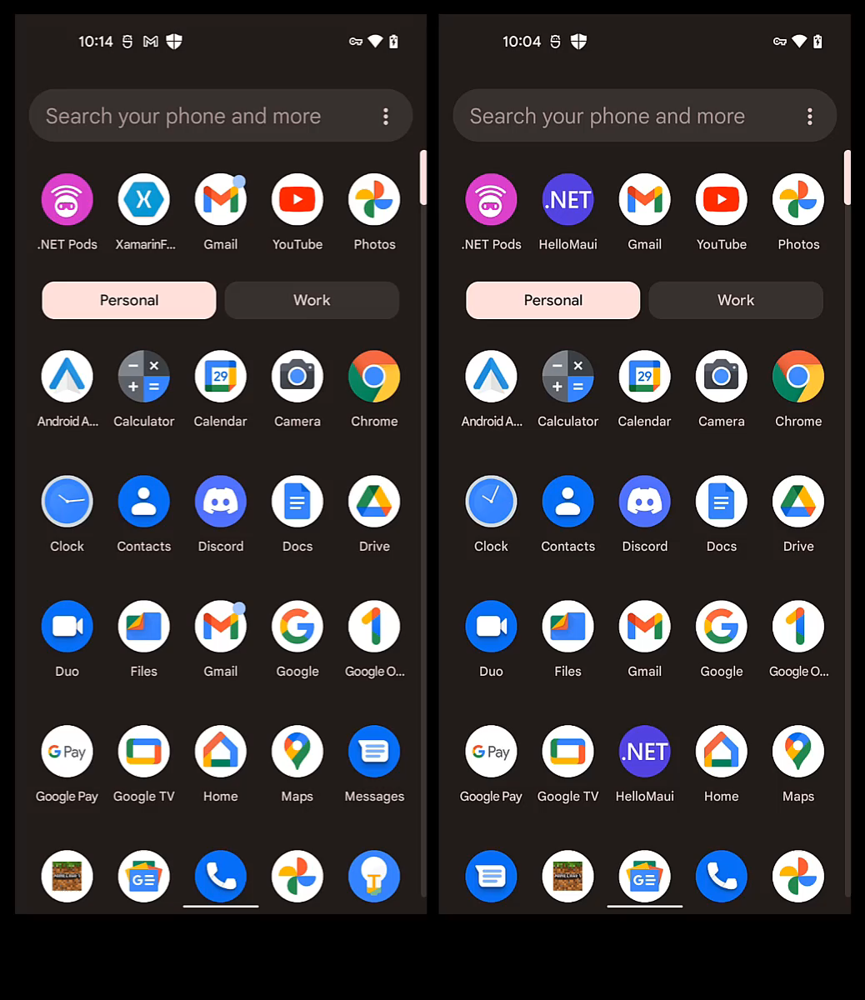 10:14
Search your phone and more
.NET Pods XamarinF... Gmail YouTube Photos
Personal Work
29
Android A... Calculator Calendar Camera Chrome
Clock Contacts Discord Docs Drive
Duo Files Gmail Google Google O...
G Pay
Google Pay Google TV Home Maps Messages
MINECRAFT GE
10:04
Search your phone and more
.NET
.NET Pods HelloMaui Gmail YouTube Photos
Personal Work
29
Android A... Calculator Calendar Camera Chrome
Clock Contacts Discord Docs Drive
Duo Files Gmail Google Google O...
G Pay .NET
Google Pay Google TV HelloMaui Home Maps
MINECRAFT GE